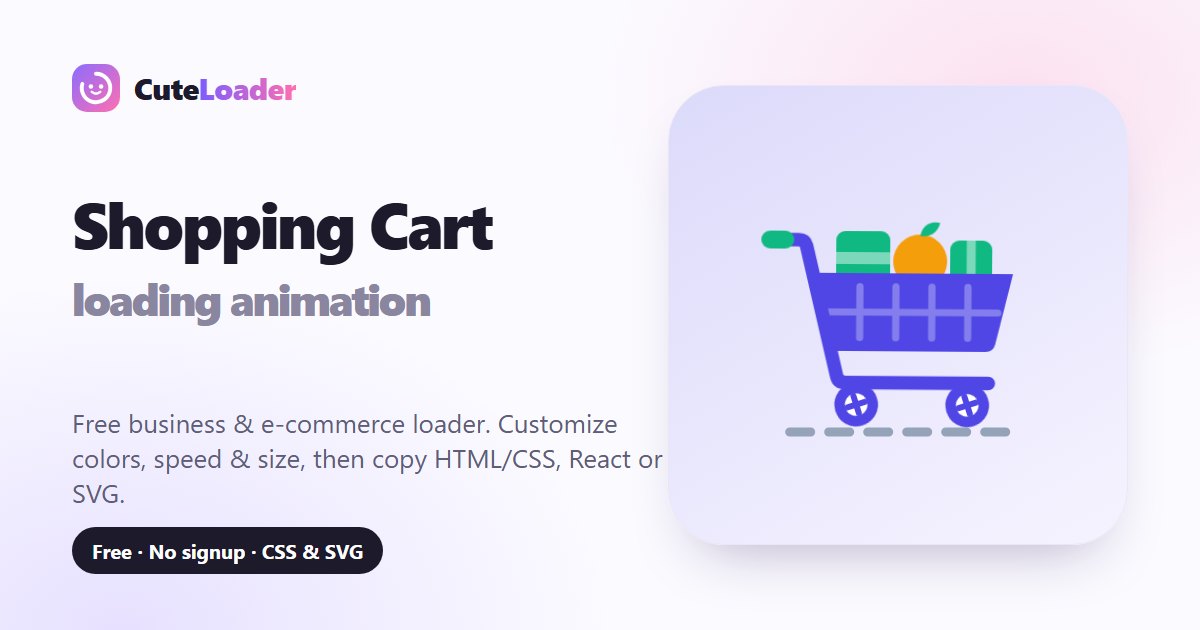 CuteLoader
Shopping Cart
loading animation
Free business & e-commerce loader. Customize
colors, speed & size, then copy HTML/CSS, React or
SVG.
Free · No signup · CSS & SVG